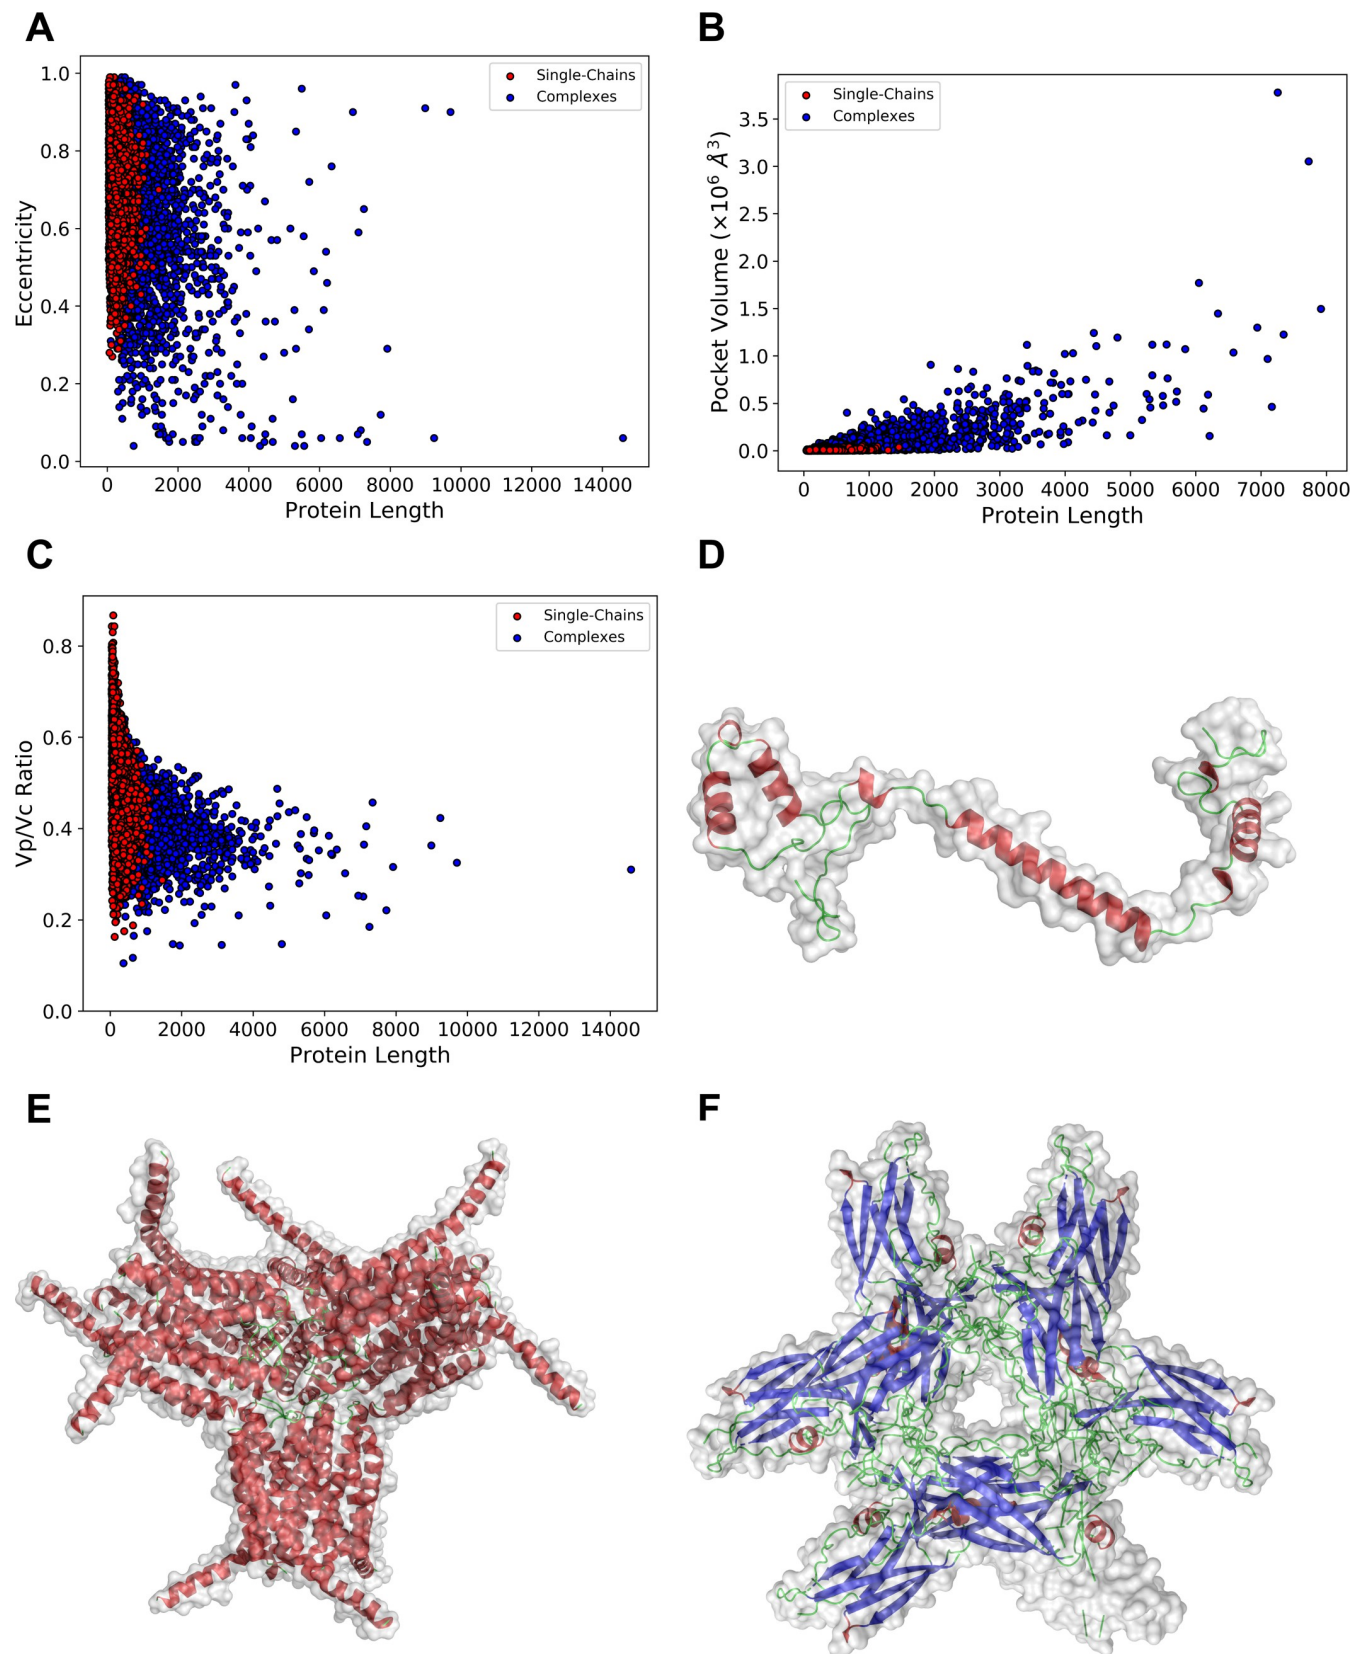 A
1.0
0.8
0.6
0.4
0.2
0.0
Eccentricity
0 2000 4000 6000 8000 10000 12000 14000
Protein Length
Single-Chains
Complexes
B
3.5
3.0
2.5
2.0
1.5
1.0
0.5
0.0
Pocket Volume (×10⁶ Å³)
0 1000 2000 3000 4000 5000 6000 7000 8000
Protein Length
Single-Chains
Complexes
C
0.8
0.6
0.4
0.2
0.0
Vp/Vc Ratio
0 2000 4000 6000 8000 10000 12000 14000
Protein Length
Single-Chains
Complexes
D
E
F